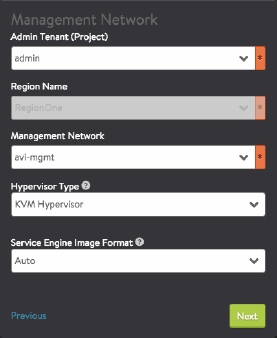 Management Network
Admin Tenant (Project)
admin
*
Region Name
RegionOne
*
Management Network
avi-mgmt
*
Hypervisor Type ?
KVM Hypervisor
Service Engine Image Format ?
Auto
Previous
Next